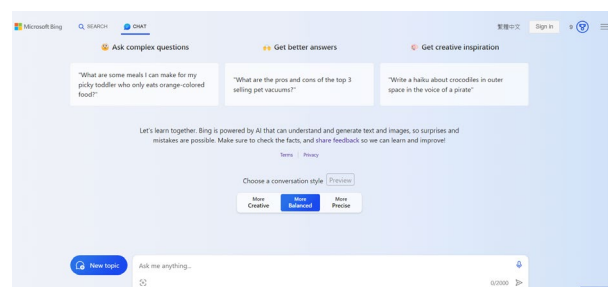 Microsoft Bing
SEARCH
CHAT
繁體中文
Sign in
0
Ask complex questions
Get better answers
Get creative inspiration
"What are some meals I can make for my
picky toddler who only eats orange-colored
food?"
"What are the pros and cons of the top 3
selling pet vacuums?"
"Write a haiku about crocodiles in outer
space in the voice of a pirate"
Let's learn together. Bing is powered by AI that can understand and generate text and images, so surprises and
mistakes are possible. Make sure to check the facts, and share feedback so we can learn and improve!
Terms | Privacy
Choose a conversation style Preview
More
Creative
More
Balanced
More
Precise
New topic
Ask me anything...
0/2000